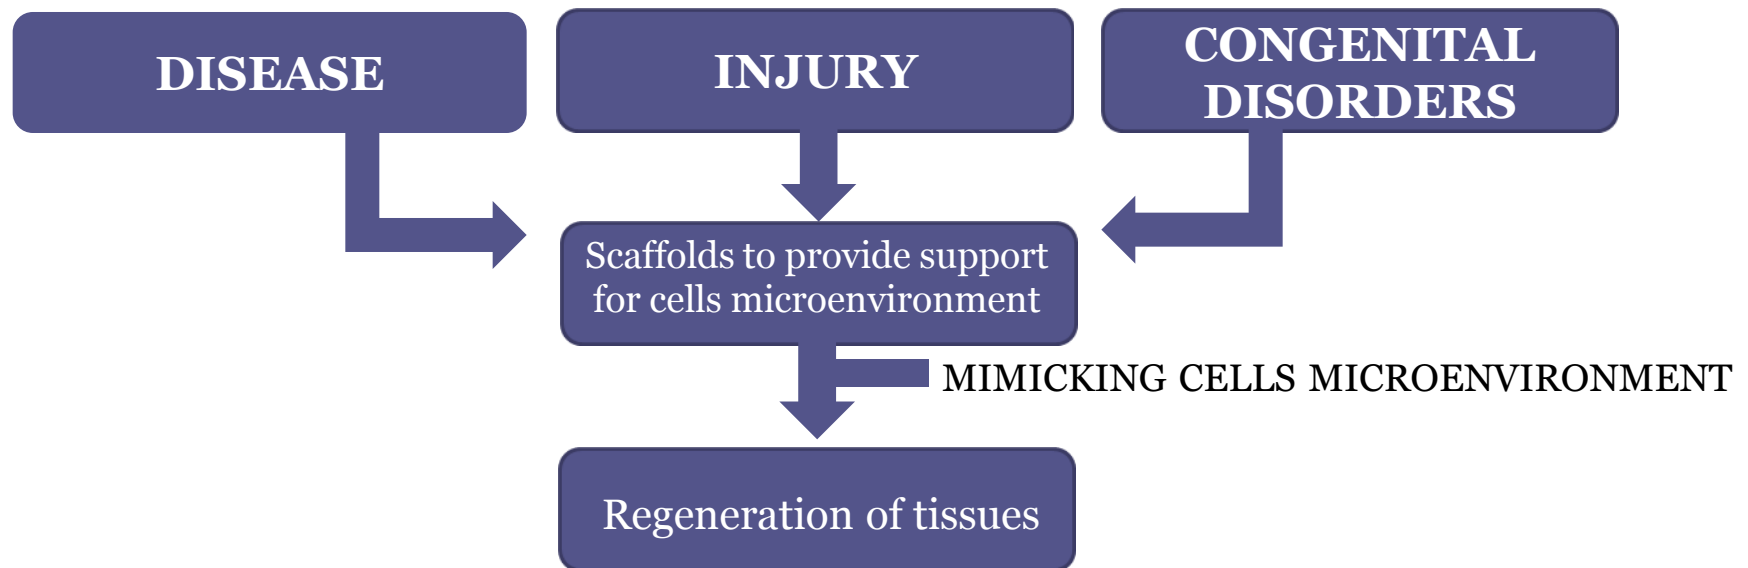 DISEASE
INJURY
CONGENITAL
DISORDERS
Scaffolds to provide support
for cells microenvironment
MIMICKING CELLS MICROENVIRONMENT
Regeneration of tissues